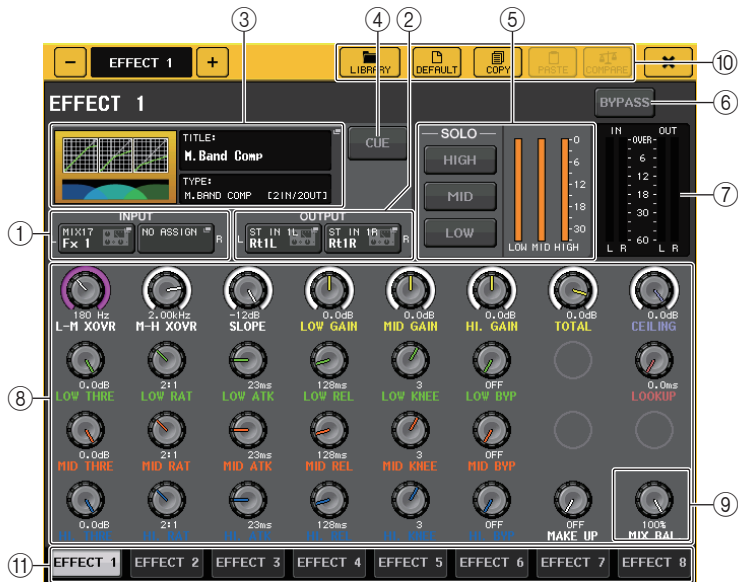 ③ ④ ② ⑤
− EFFECT 1 + LIBRARY DEFAULT COPY PASTE COMPARE ✖ ⑩
EFFECT 1 BYPASS ⑥
TITLE:
M.Band Comp
TYPE:
M.BAND COMP [2IN/2OUT]
CUE
SOLO
HIGH
MID
LOW
0
6
12
18
30
LOW MID HIGH
IN OUT
-OVER-
- 6 -
- 12 -
- 18 -
- 30 -
- 60 -
L R L R
⑦
① INPUT
L MIX17 Fx 1 NO ASSIGN R
OUTPUT
L ST IN 1L Rt1L ST IN 1R Rt1R R
180 Hz 2.00kHz -12dB 0.0dB 0.0dB 0.0dB 0.0dB 0.0dB
L-M XOVR M-H XOVR SLOPE LOW GAIN MID GAIN HI. GAIN TOTAL CEILING
⑧
0.0dB 2:1 23ms 128ms 3 OFF 0.0ms
LOW THRE LOW RAT LOW ATK LOW REL LOW KNEE LOW BYP LOOKUP
0.0dB 2:1 23ms 128ms 3 OFF
MID THRE MID RAT MID ATK MID REL MID KNEE MID BYP
⑨
0.0dB 2:1 23ms 128ms 3 OFF OFF 100%
MAKE UP MIX BAL
⑪ EFFECT 1 EFFECT 2 EFFECT 3 EFFECT 4 EFFECT 5 EFFECT 6 EFFECT 7 EFFECT 8